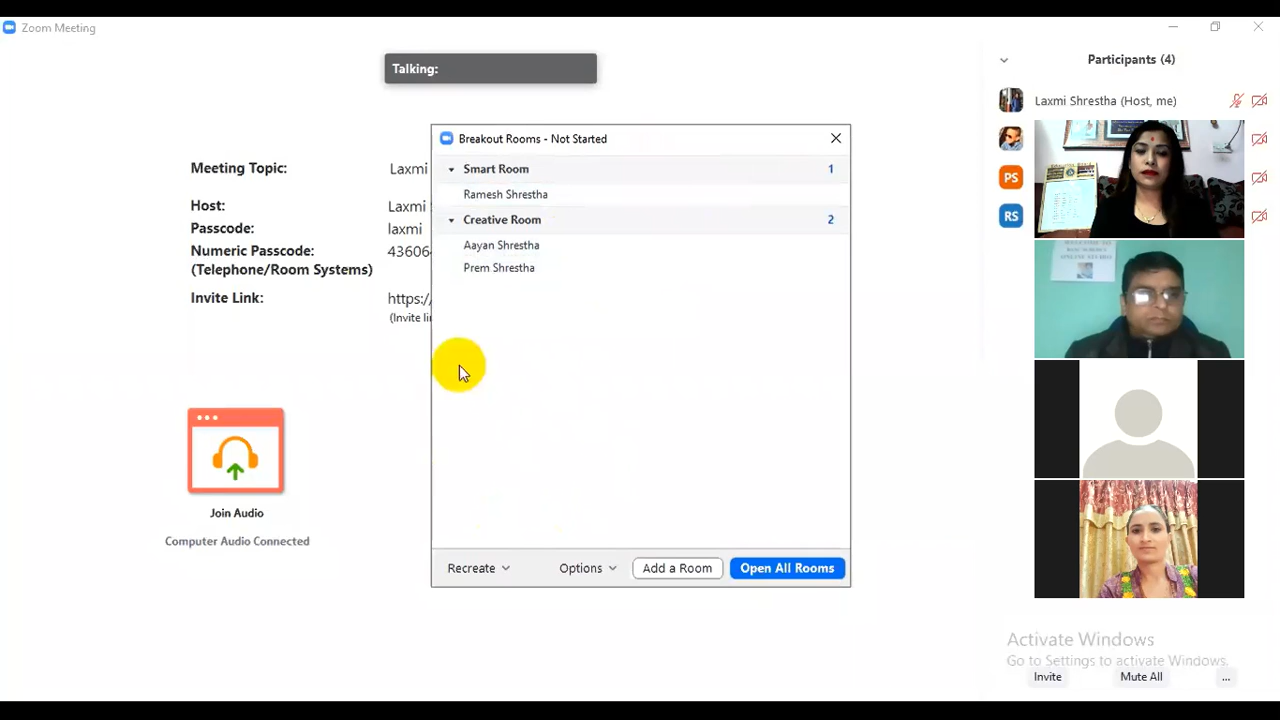 Zoom Meeting
Talking:
Participants (4)
Laxmi Shrestha (Host, me)
PS
RS
Meeting Topic:
Laxmi
Host:
Laxmi
Passcode:
laxmi
Numeric Passcode:
43606
(Telephone/Room Systems)
Invite Link:
https:/
(Invite li
Breakout Rooms - Not Started
Smart Room 1
Ramesh Shrestha
Creative Room 2
Aayan Shrestha
Prem Shrestha
Recreate Options Add a Room Open All Rooms
Join Audio
Computer Audio Connected
Activate Windows
Go to Settings to activate Windows.
Invite Mute All ...